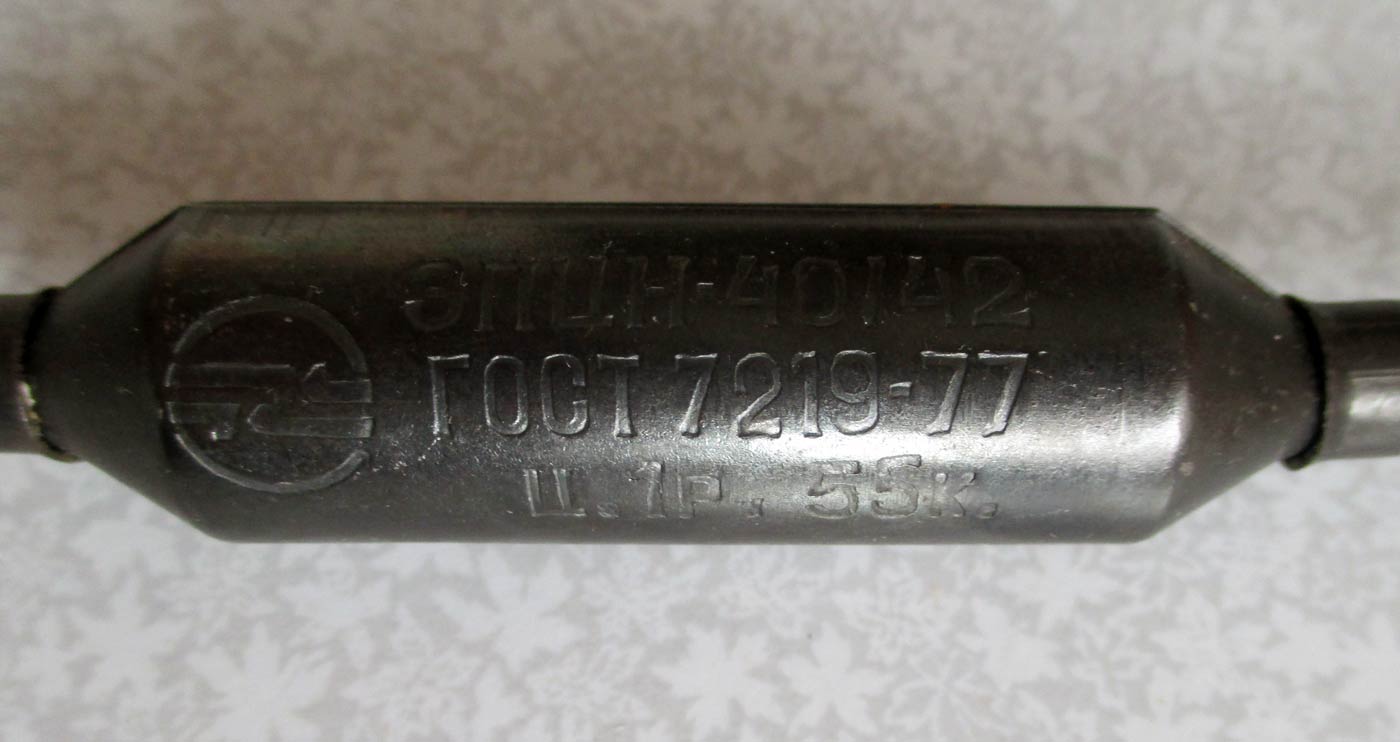 ЭПЦН-40/42
ГОСТ 7219-77
ц. 1р. 55к.